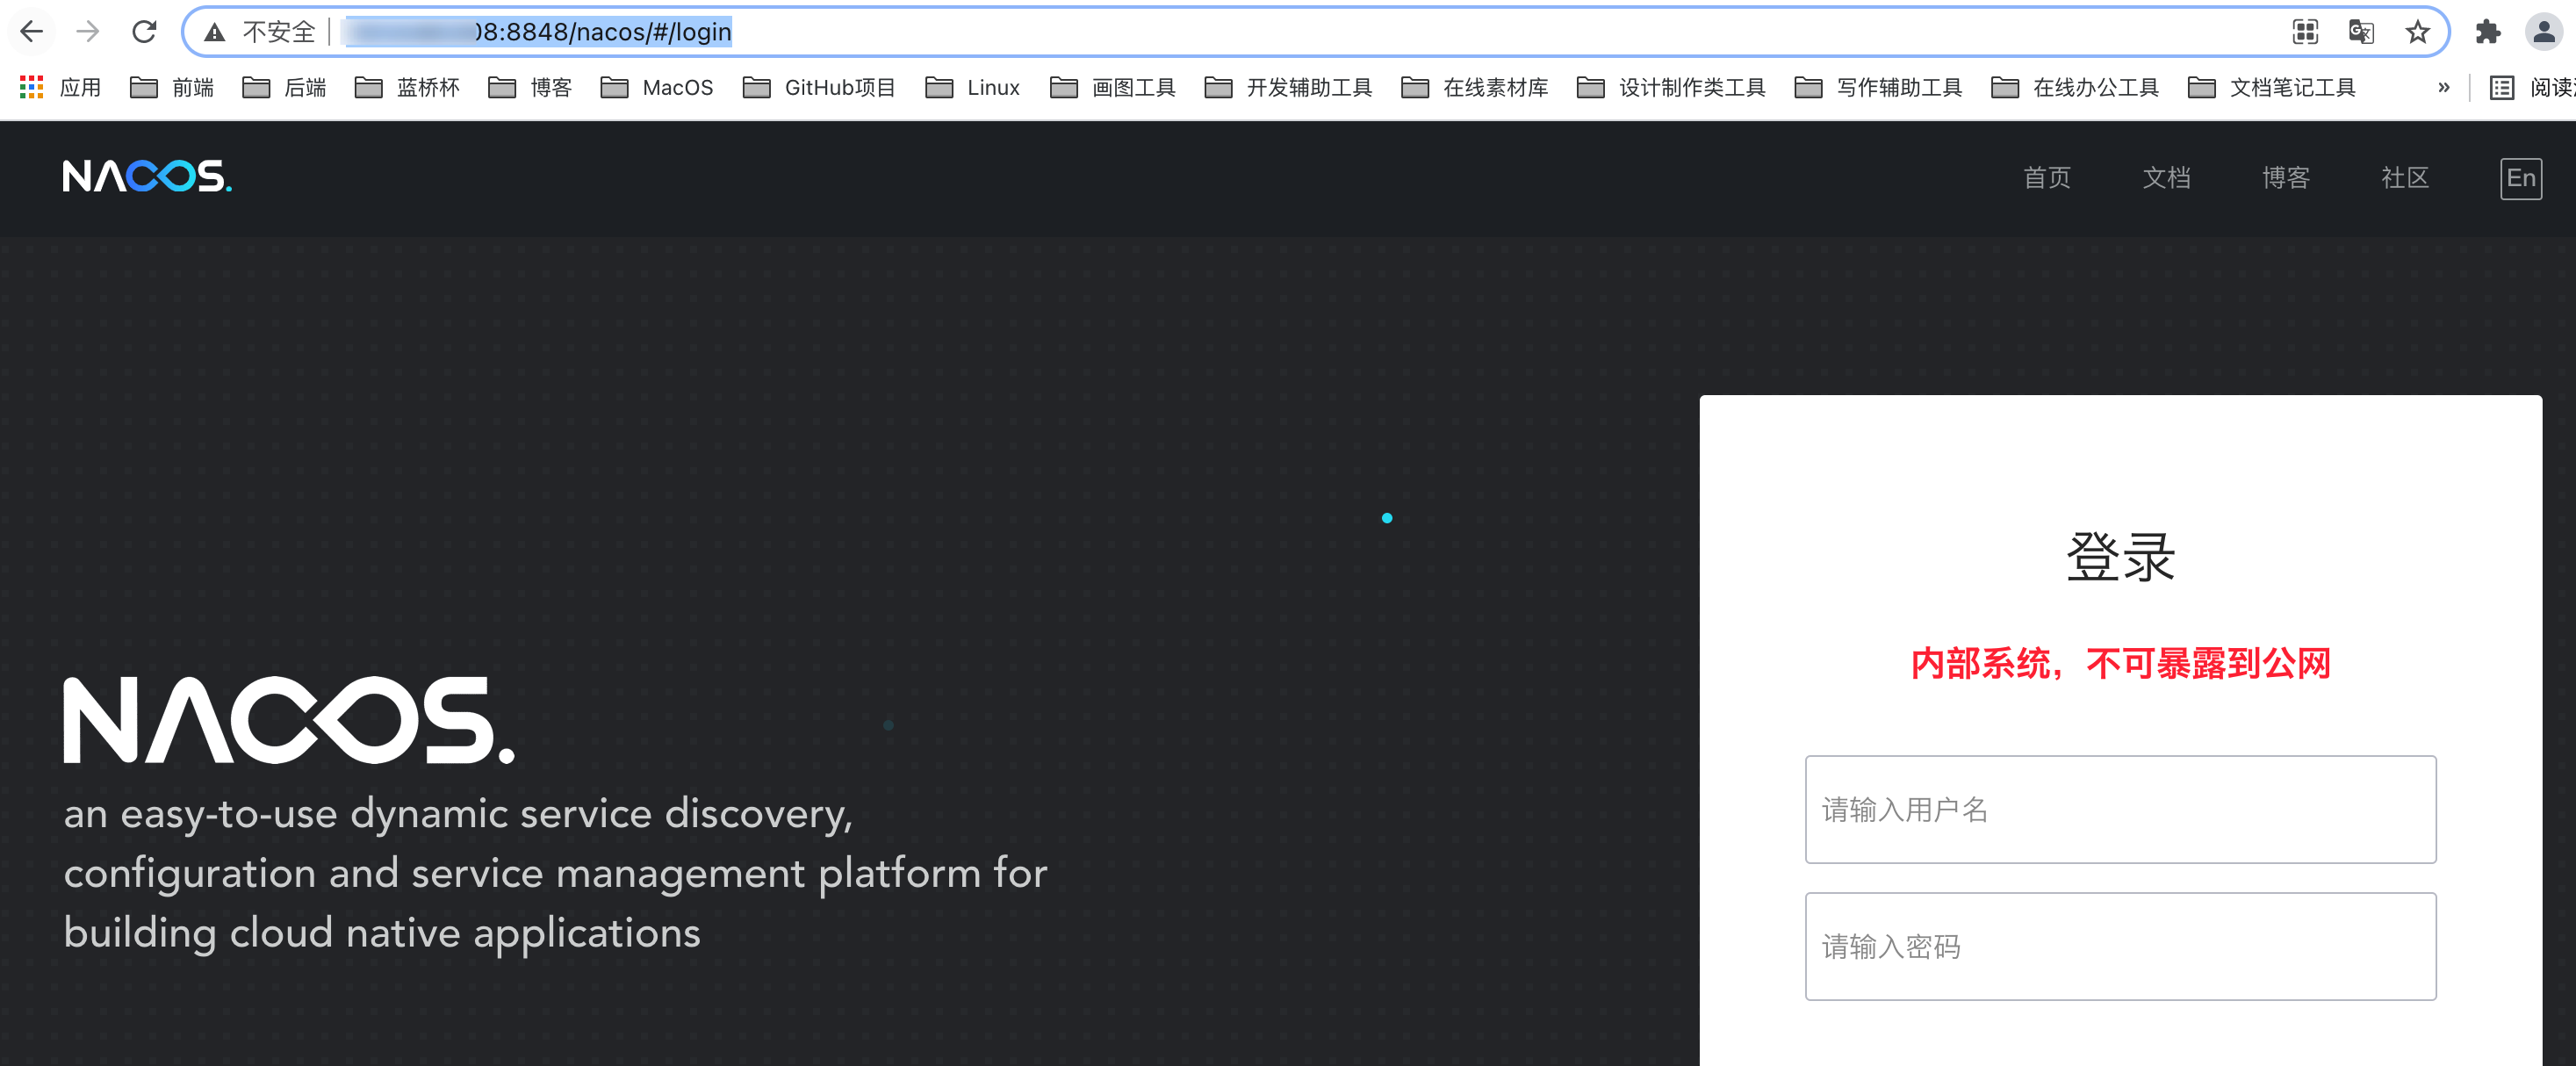 不安全 08:8848/nacos/#/login
应用 前端 后端 蓝桥杯 博客 MacOS GitHub项目 Linux 画图工具 开发辅助工具 在线素材库 设计制作类工具 写作辅助工具 在线办公工具 文档笔记工具 » 阅读
NACOS. 首页 文档 博客 社区 En
登录
内部系统，不可暴露到公网
NACOS.
an easy-to-use dynamic service discovery,
configuration and service management platform for
building cloud native applications
请输入用户名
请输入密码